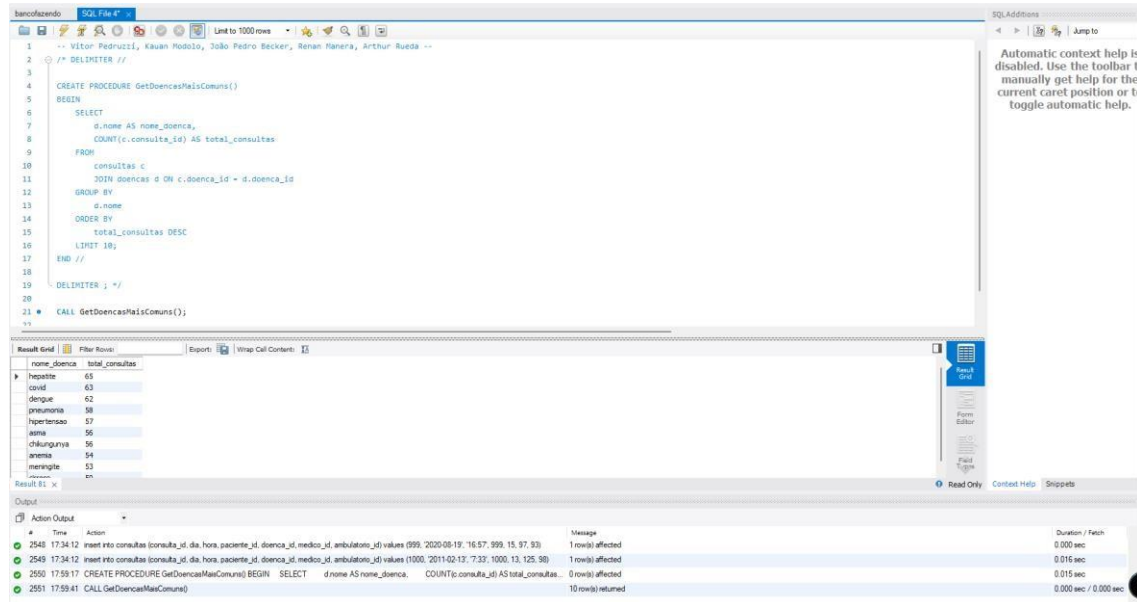 bancofazendo SQL File 4* ×
Limit to 1000 rows
1 -- Vitor Pedruzzi, Kauan Modolo, João Pedro Becker, Renan Manera, Arthur Rueda --
2 /* DELIMITER //
3
4 CREATE PROCEDURE GetDoencasMaisComuns()
5 BEGIN
6 SELECT
7 d.nome AS nome_doenca,
8 COUNT(c.consulta_id) AS total_consultas
9 FROM
10 consultas c
11 JOIN doencas d ON c.doenca_id = d.doenca_id
12 GROUP BY
13 d.nome
14 ORDER BY
15 total_consultas DESC
16 LIMIT 10;
17 END //
18
19 DELIMITER ; */
20
21 CALL GetDoencasMaisComuns();
22
SQLAdditions
Jump to
Automatic context help is
disabled. Use the toolbar
manually get help for the
current caret position or
toggle automatic help.
Result Grid Filter Rows: Export: Wrap Cell Content:
nome_doenca total_consultas
hepatite 65
covid 63
dengue 62
pneumonia 58
hipertensao 57
asma 56
chikungunya 56
anemia 54
meningite 53
Result
Grid
Form
Editor
Field
Types
Result 81 ×
Read Only
Context Help Snippets
Output
Action Output
# Time Action Message Duration / Fetch
2548 17:34:12 insert into consultas (consulta_id, dia, hora, paciente_id, doenca_id, medico_id, ambulatorio_id) values (999, '2020-08-19', '16:57', 999, 15, 97, 93) 1 row(s) affected 0.000 sec
2549 17:34:12 insert into consultas (consulta_id, dia, hora, paciente_id, doenca_id, medico_id, ambulatorio_id) values (1000, '2011-02-13', '7:33', 1000, 13, 125, 98) 1 row(s) affected 0.016 sec
2550 17:59:17 CREATE PROCEDURE GetDoencasMaisComuns() BEGIN SELECT d.nome AS nome_doenca, COUNT(c.consulta_id) AS total_consultas... 0 row(s) affected 0.015 sec
2551 17:59:41 CALL GetDoencasMaisComuns() 10 row(s) returned 0.000 sec / 0.000 sec